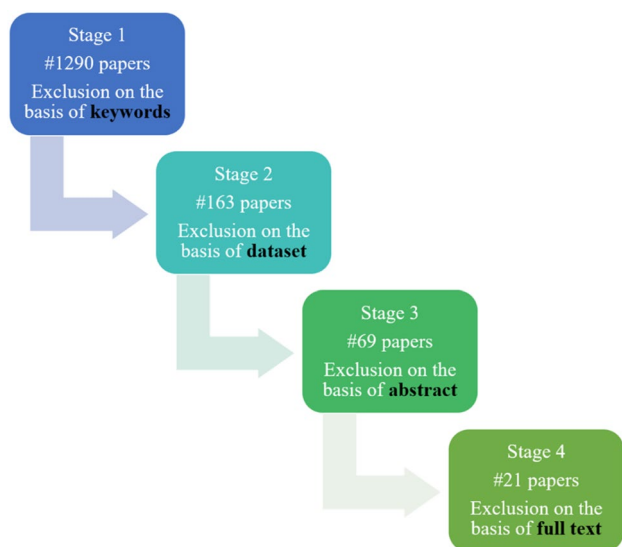 Stage 1
#1290 papers
Exclusion on the
basis of keywords
Stage 2
#163 papers
Exclusion on the
basis of dataset
Stage 3
#69 papers
Exclusion on the
basis of abstract
Stage 4
#21 papers
Exclusion on the
basis of full text